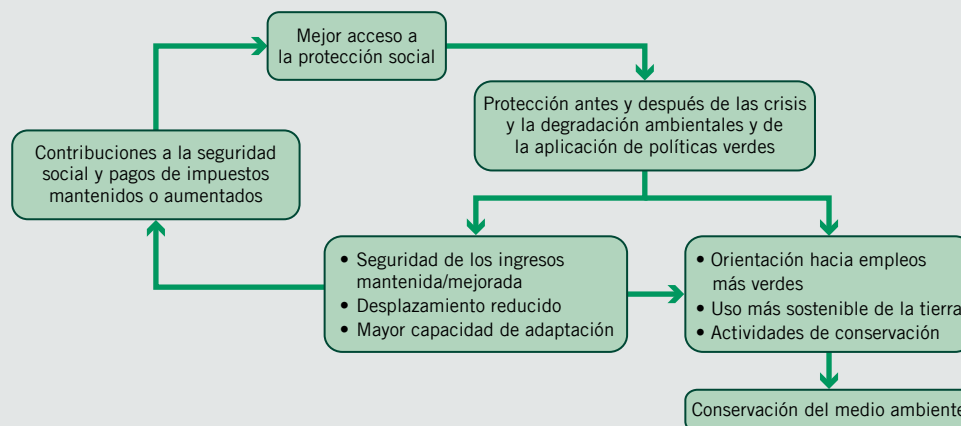 Mejor acceso a
la protección social
Protección antes y después de las crisis
y la degradación ambientales y de
la aplicación de políticas verdes
Contribuciones a la seguridad
social y pagos de impuestos
mantenidos o aumentados
• Seguridad de los ingresos
mantenida/mejorada
• Desplazamiento reducido
• Mayor capacidad de adaptación
• Orientación hacia empleos
más verdes
• Uso más sostenible de la tierra
• Actividades de conservación
Conservación del medio ambiente